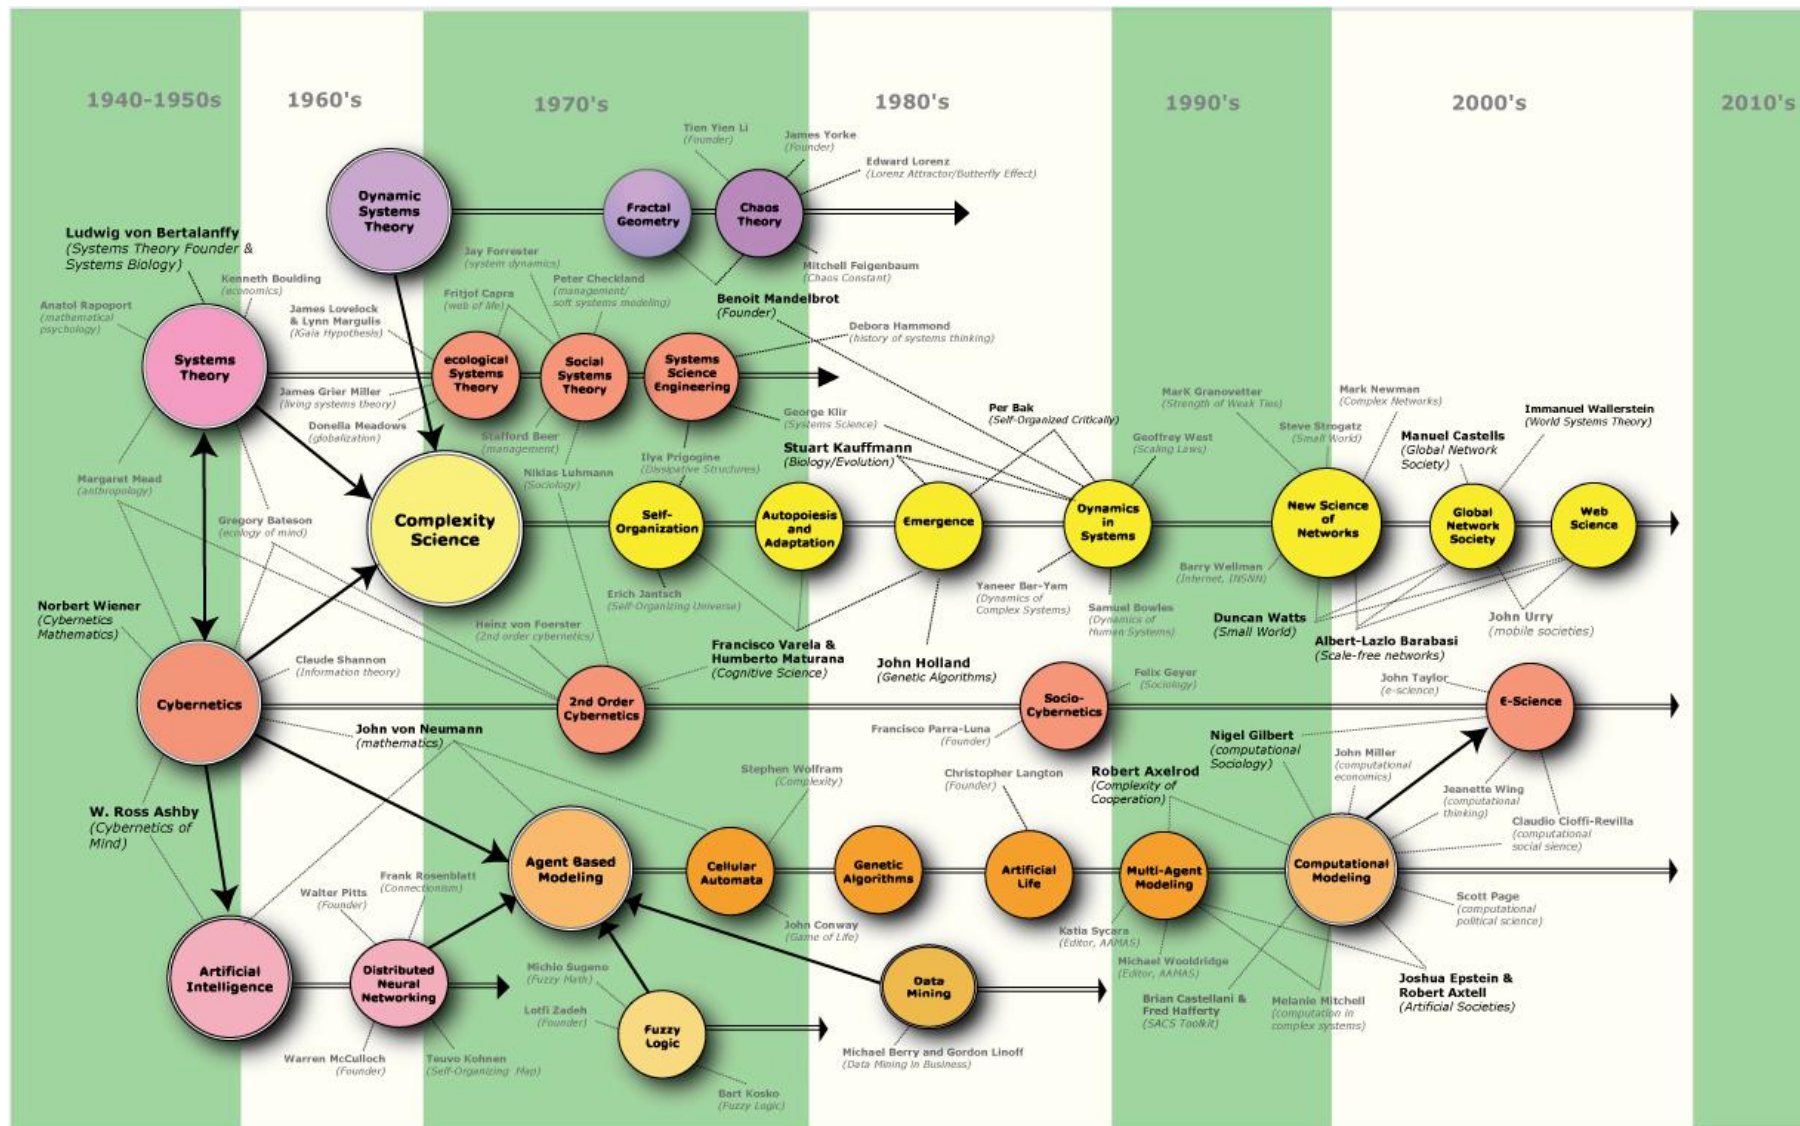 1940-1950s
1960's
1970's
1980's
1990's
2000's
2010's
Tien Yien Li
(Founder)
James Yorke
(Founder)
Edward Lorenz
(Lorenz Attractor/Butterfly Effect)
Dynamic
Systems
Theory
Fractal
Geometry
Chaos
Theory
Mitchell Feigenbaum
(Chaos Constant)
Benoit Mandelbrot
(Founder)
Ludwig von Bertalanffy
(Systems Theory Founder &
Systems Biology)
Kenneth Boulding
(economics)
Anatol Rapoport
(mathematical
psychology)
Jay Forrester
(system dynamics)
Fritjof Capra
(web of life)
Peter Checkland
(management/
soft systems modeling)
James Lovelock
& Lynn Margulis
(IGaia Hypothesis)
Debora Hammond
(history of systems thinking)
Systems
Theory
ecological
Systems
Theory
Social
Systems
Theory
Systems
Science
Engineering
James Grier Miller
(living systems theory)
Donella Meadows
(globalization)
Stafford Beer
(management)
George Klir
(Systems Science)
Niklas Luhmann
(Sociology)
Ilya Prigogine
(Dissipative Structures)
Stuart Kauffmann
(Biology/Evolution)
Per Bak
(Self-Organized Critically)
MarK Granovetter
(Strength of Weak Ties)
Mark Newman
(Complex Networks)
Geoffrey West
(Scaling Laws)
Steve Strogatz
(Small World)
Manuel Castells
(Global Network
Society)
Immanuel Wallerstein
(World Systems Theory)
Margaret Mead
(anthropology)
Gregory Bateson
(ecology of mind)
Complexity
Science
Self-
Organization
Autopoiesis
and
Adaptation
Emergence
Dynamics
in
Systems
New Science
of
Networks
Global
Network
Society
Web
Science
Erich Jantsch
(Self-Organizing Universe)
Yaneer Bar-Yam
(Dynamics of
Complex Systems)
Samuel Bowles
(Dynamics of
Human Systems)
Barry Wellman
(Internet, INSNN)
Duncan Watts
(Small World)
Albert-Lazlo Barabasi
(Scale-free networks)
John Urry
(mobile societies)
Norbert Wiener
(Cybernetics
Mathematics)
Heinz von Foerster
(2nd order cybernetics)
Francisco Varela &
Humberto Maturana
(Cognitive Science)
John Holland
(Genetic Algorithms)
Claude Shannon
(Information theory)
Cybernetics
2nd Order
Cybernetics
Socio-
Cybernetics
Felix Geyer
(Sociology)
Francisco Parra-Luna
(Founder)
John Taylor
(e-science)
E-Science
John von Neumann
(mathematics)
Stephen Wolfram
(Complexity)
Christopher Langton
(Founder)
Robert Axelrod
(Complexity of
Cooperation)
Nigel Gilbert
(computational
Sociology)
John Miller
(computational
economics)
Jeanette Wing
(computational
thinking)
Claudio Cioffi-Revilla
(computational
social sience)
W. Ross Ashby
(Cybernetics of
Mind)
Agent Based
Modeling
Cellular
Automata
Genetic
Algorithms
Artificial
Life
Multi-Agent
Modeling
Computational
Modeling
Walter Pitts
(Founder)
Frank Rosenblatt
(Connectionism)
John Conway
(Game of Life)
Katia Sycara
(Editor, AAMAS)
Michael Wooldridge
(Editor, AAMAS)
Scott Page
(computational
political science)
Artificial
Intelligence
Distributed
Neural
Networking
Michio Sugeno
(Fuzzy Math)
Lotfi Zadeh
(Founder)
Fuzzy
Logic
Data
Mining
Brian Castellani &
Fred Hafferty
(SACS Toolkit)
Melanie Mitchell
(computation in
complex systems)
Joshua Epstein &
Robert Axtell
(Artificial Societies)
Warren McCulloch
(Founder)
Teuvo Kohnen
(Self-Organizing Map)
Michael Berry and Gordon Linoff
(Data Mining in Business)
Bart Kosko
(Fuzzy Logic)